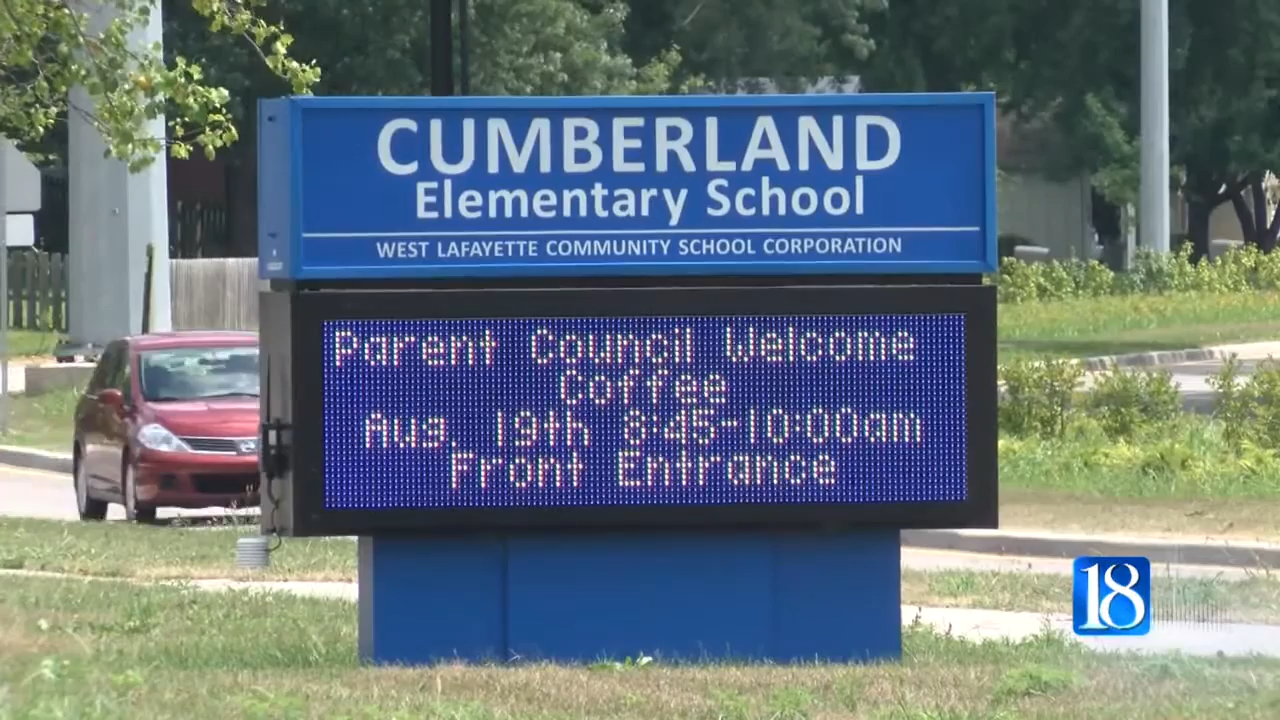 CUMBERLAND
Elementary School
WEST LAFAYETTE COMMUNITY SCHOOL CORPORATION
Parent Council Welcome
Coffee
Aug. 19th 8:45-10:00am
Front Entrance
18